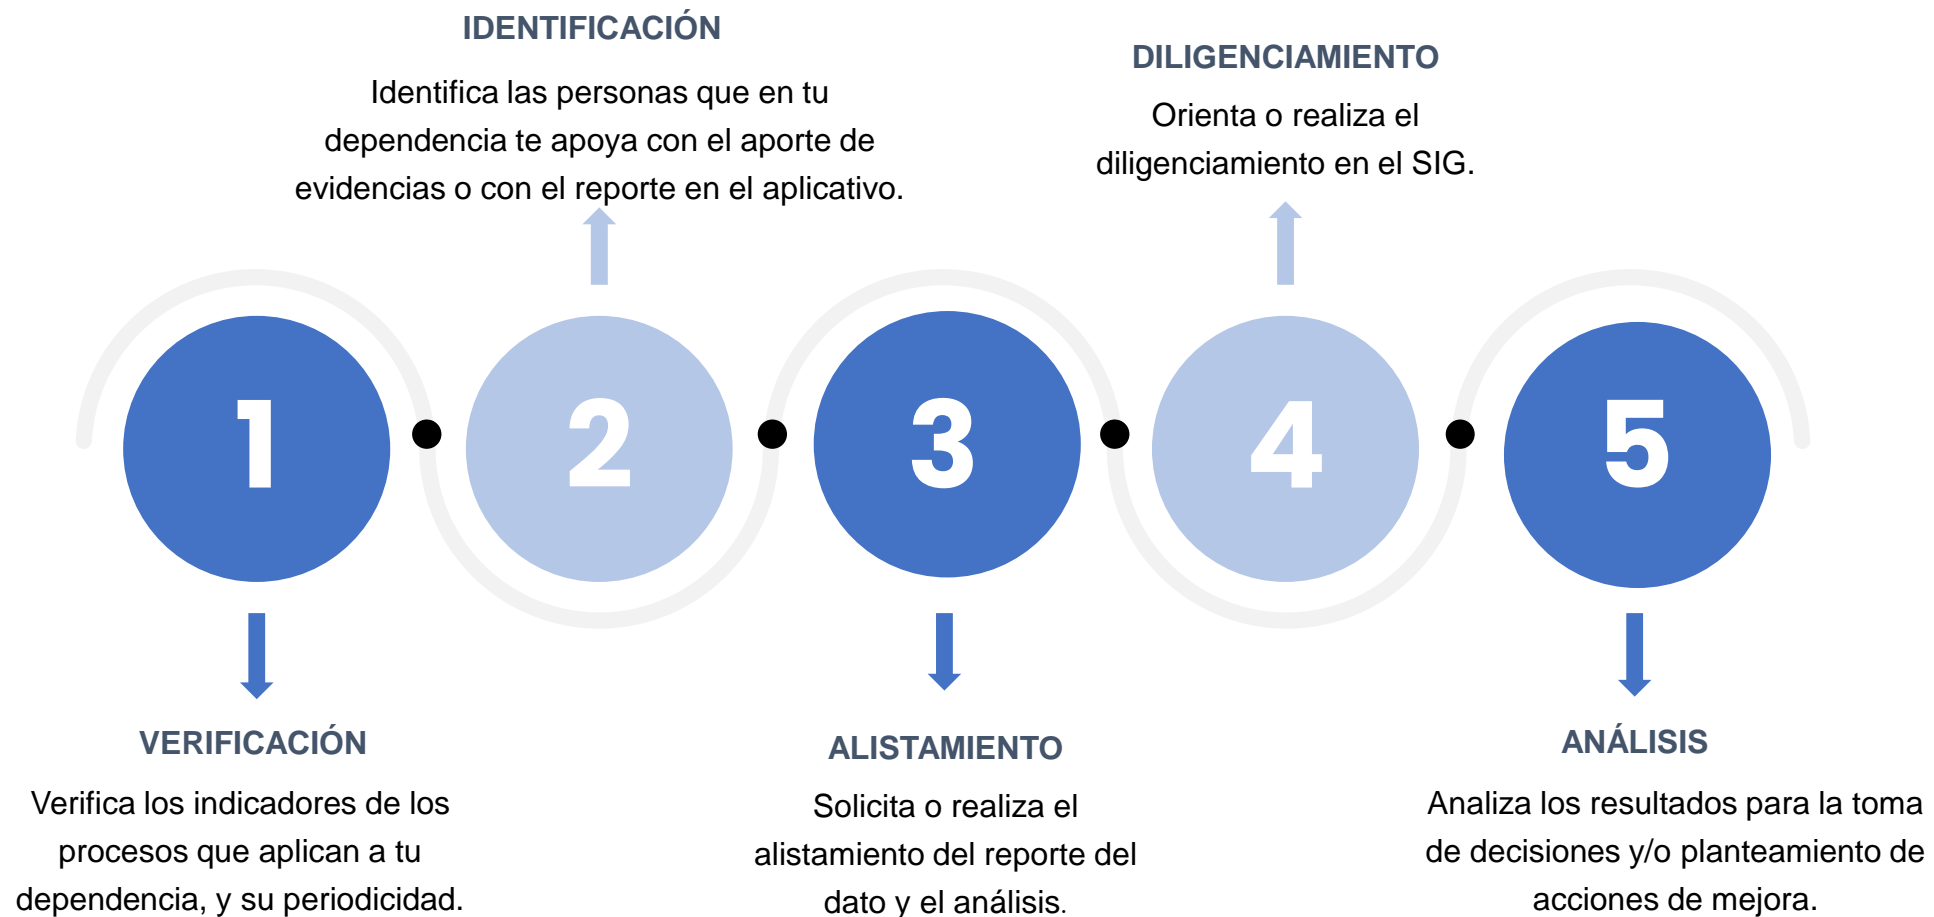 IDENTIFICACIÓN
Identifica las personas que en tu
dependencia te apoya con el aporte de
evidencias o con el reporte en el aplicativo.
DILIGENCIAMIENTO
Orienta o realiza el
diligenciamiento en el SIG.
1
2
3
4
5
VERIFICACIÓN
Verifica los indicadores de los
procesos que aplican a tu
dependencia, y su periodicidad.
ALISTAMIENTO
Solicita o realiza el
alistamiento del reporte del
dato y el análisis.
ANÁLISIS
Analiza los resultados para la toma
de decisiones y/o planteamiento de
acciones de mejora.